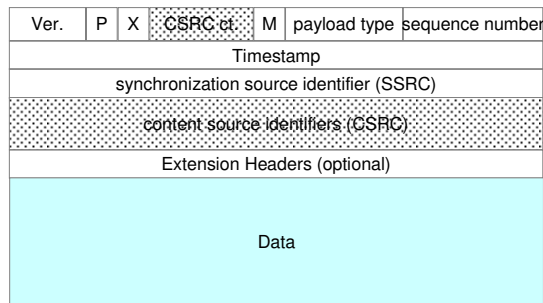 Ver. P X CSRC ct. M payload type sequence number
Timestamp
synchronization source identifier (SSRC)
content source identifiers (CSRC)
Extension Headers (optional)
Data